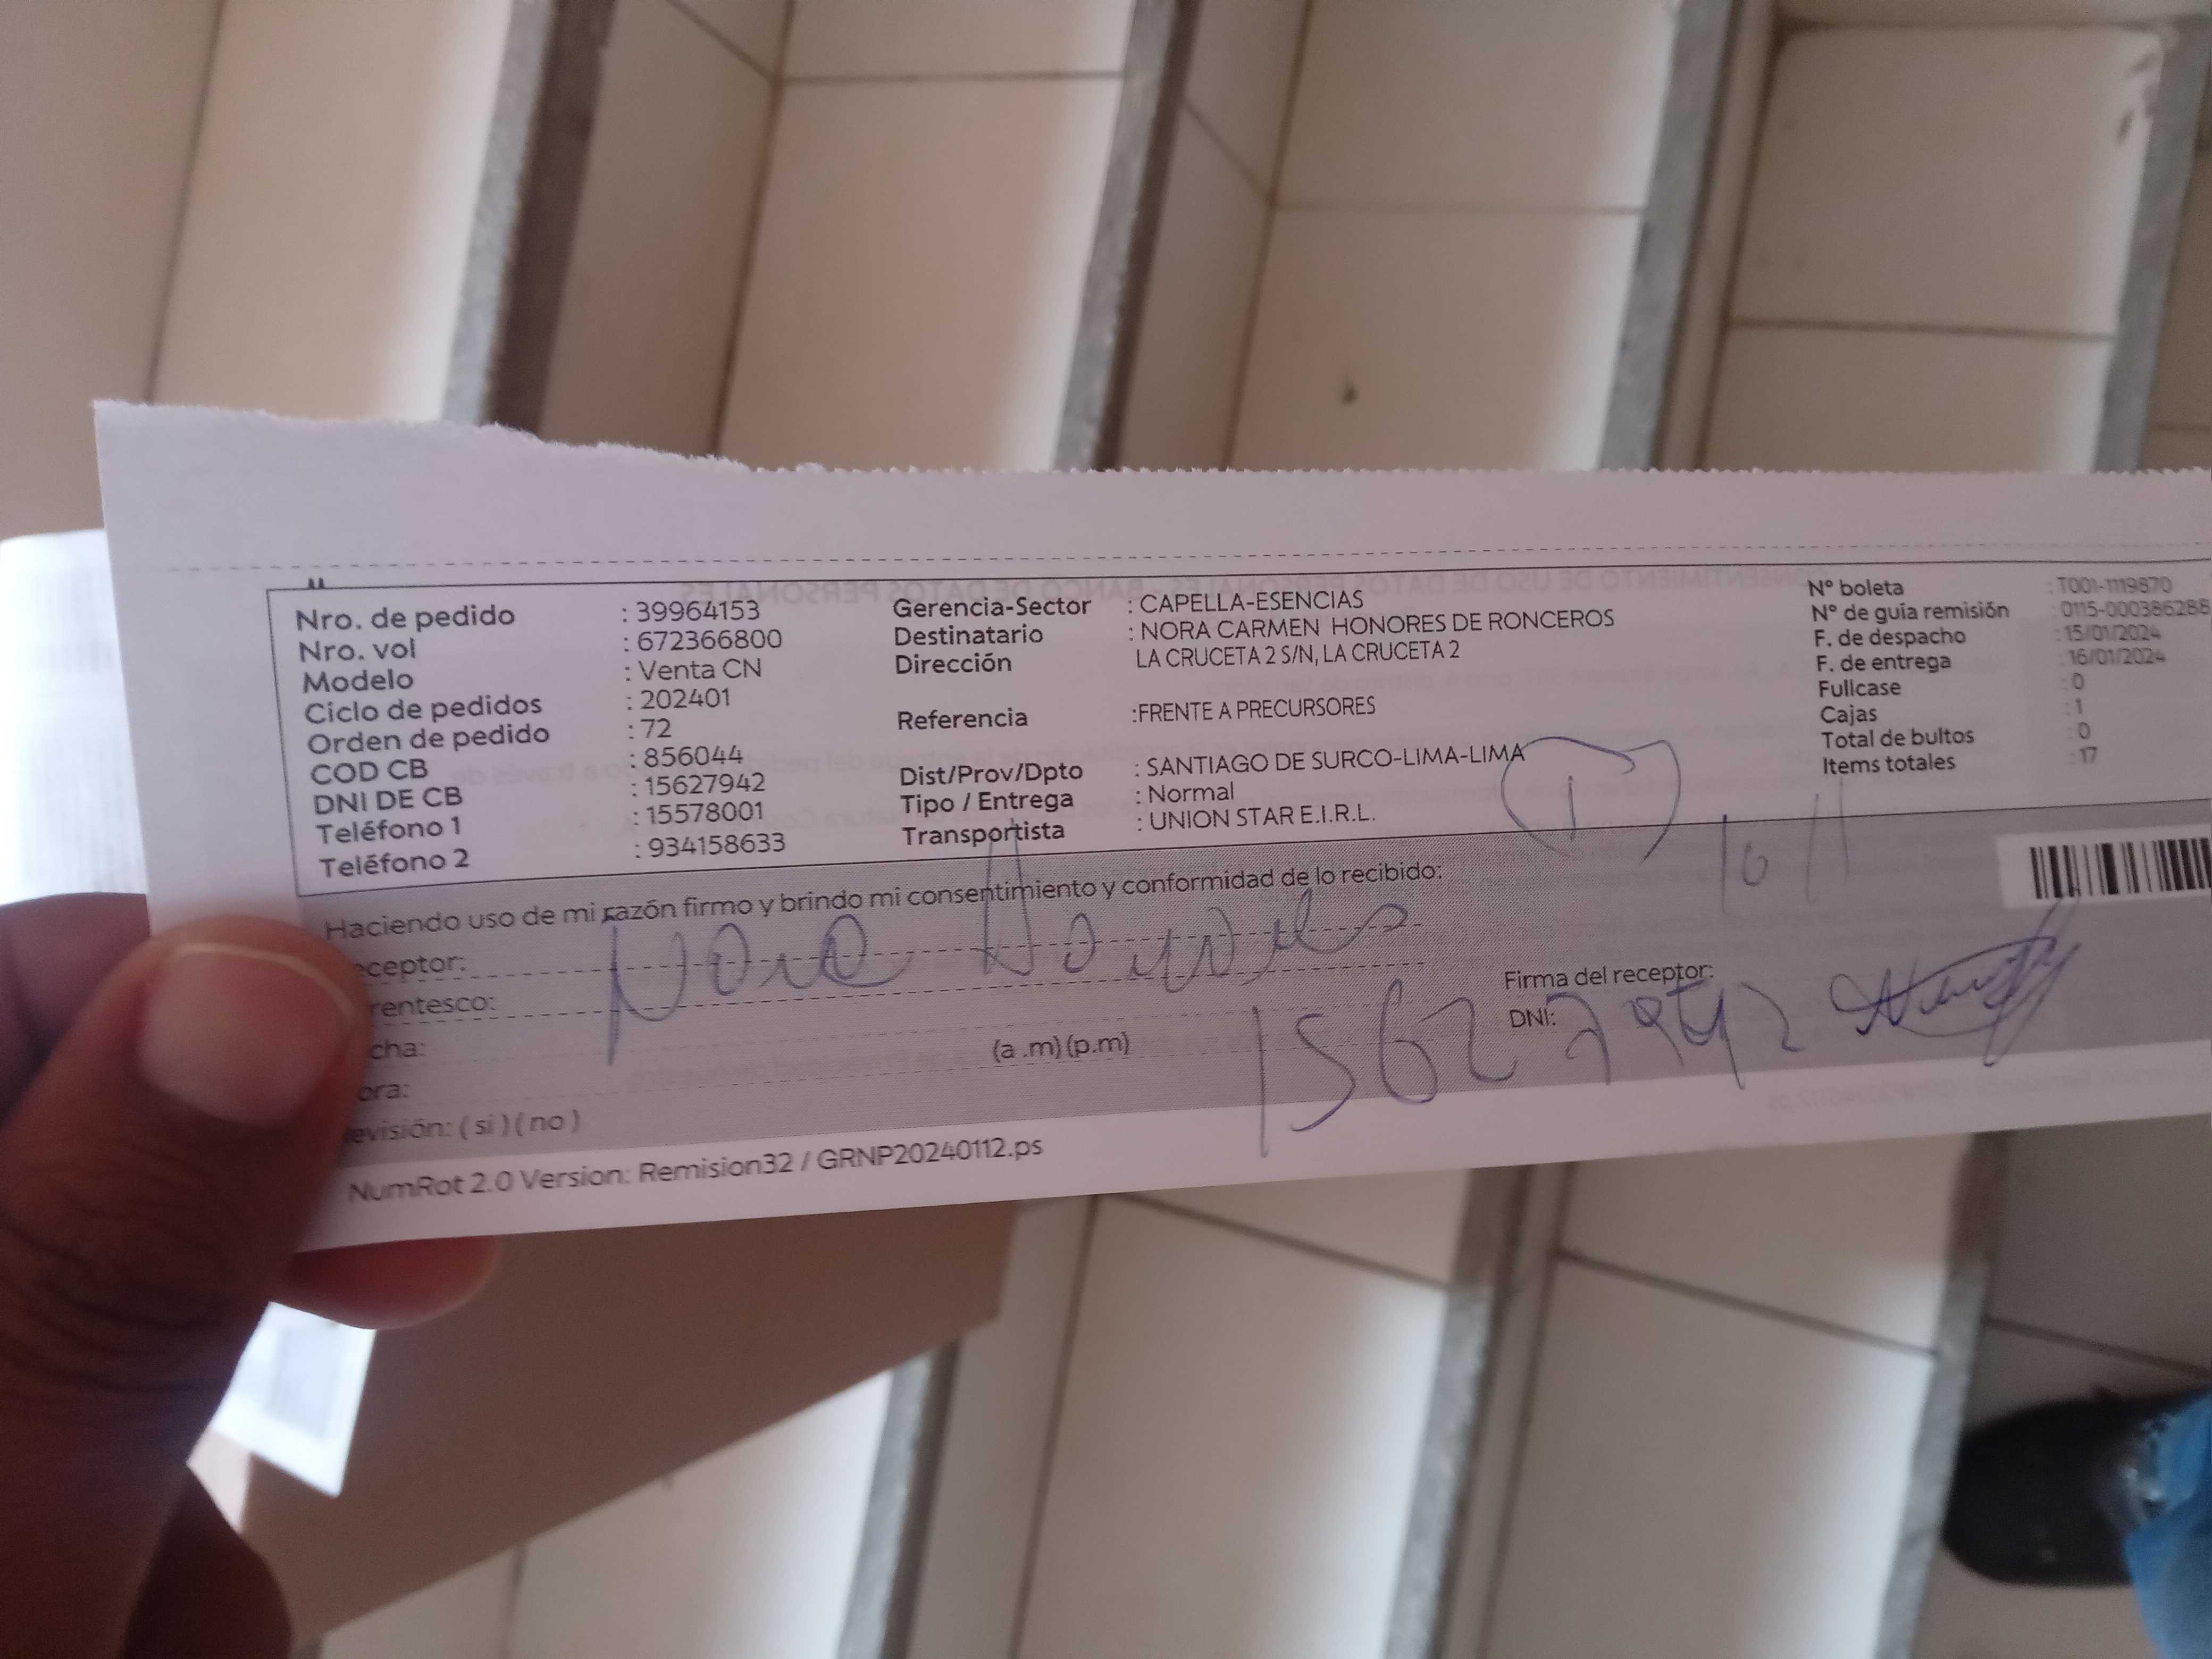 Nro. de pedido : 39964153
Nro. vol : 672366800
Modelo : Venta CN
Ciclo de pedidos : 202401
Orden de pedido : 72
COD CB : 856044
DNI DE CB : 15627942
Teléfono 1 : 15578001
Teléfono 2 : 934158633
Gerencia-Sector : CAPELLA-ESENCIAS
Destinatario : NORA CARMEN HONORES DE RONCEROS
Dirección LA CRUCETA 2 S/N, LA CRUCETA 2
Referencia :FRENTE A PRECURSORES
Dist/Prov/Dpto : SANTIAGO DE SURCO-LIMA-LIMA
Tipo / Entrega : Normal
Transportista : UNION STAR E.I.R.L.
N° boleta : T001-1119870
N° de guía remisión : 0115-000386288
F. de despacho : 15/01/2024
F. de entrega : 16/01/2024
Fullcase : 0
Cajas : 1
Total de bultos : 0
Items totales : 17
Haciendo uso de mi razón firmo y brindo mi consentimiento y conformidad de lo recibido:
eceptor: Nora Honores
rentesco:
cha:
ora: (a .m) (p.m)
evisión: ( si ) ( no )
Firma del receptor:
DNI: 15627942
NumRot 2.0 Version: Remision32 / GRNP20240112.ps